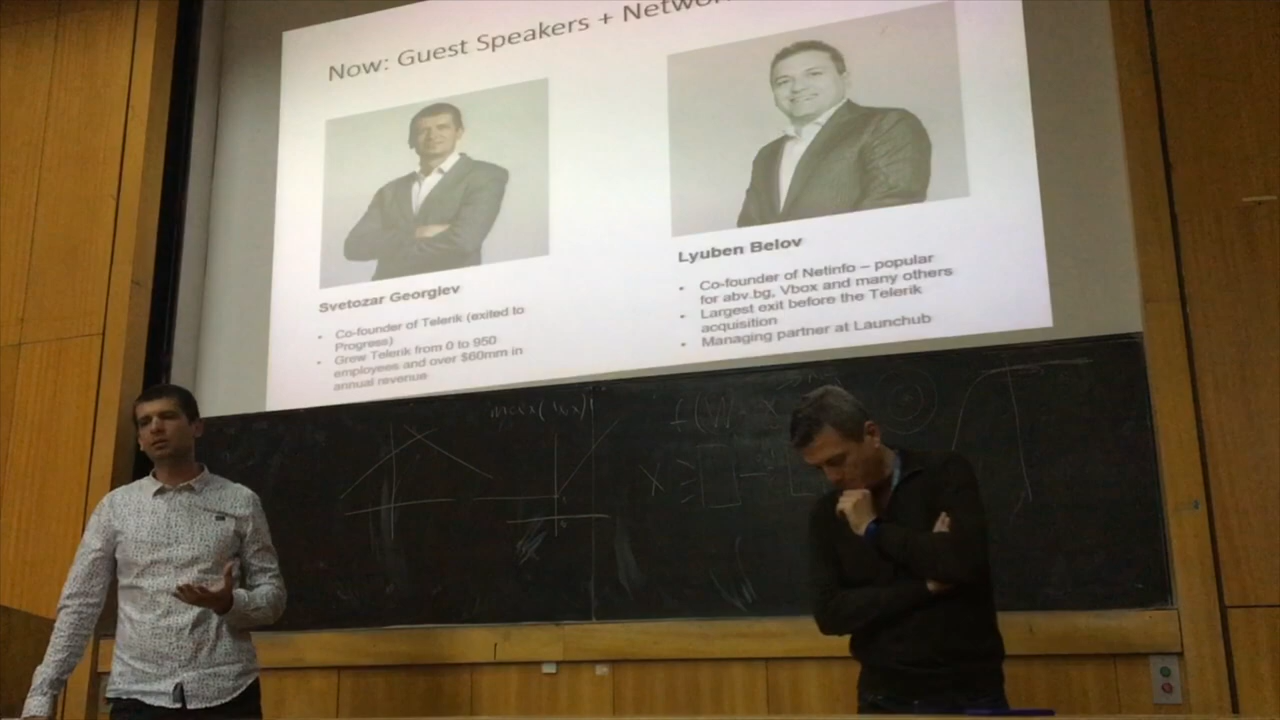 Now: Guest Speakers +
Svetozar Georgiev
• Co-founder of Telerik (exited to
Progress)
• Grew Telerik from 0 to 950
employees and over $60mm in
annual revenue
Lyuben Belov
• Co-founder of Netinfo – popular
for abv.bg, Vbox and many others
• Largest exit before the Telerik
acquisition
• Managing partner at Launchub
X